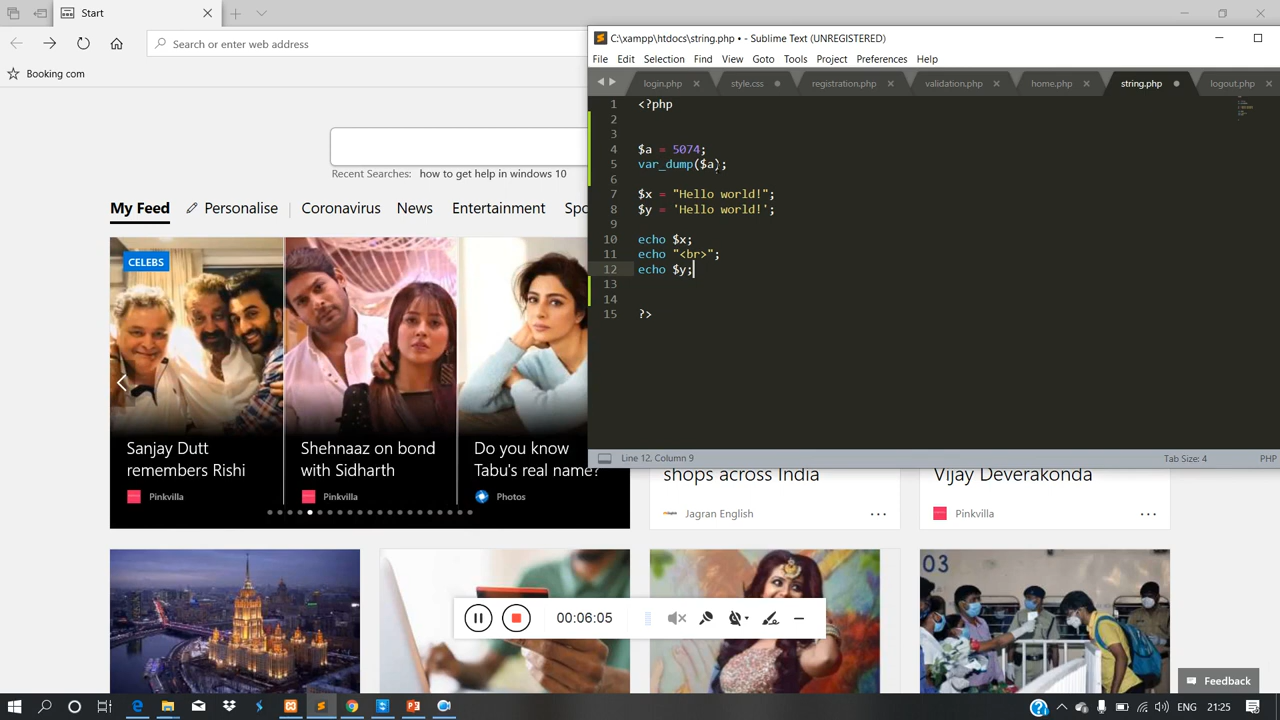 Start
Search or enter web address
Booking com
Recent Searches: how to get help in windows 10
My Feed
Personalise
Coronavirus
News
Entertainment
Spo
CELEBS
Sanjay Dutt
remembers Rishi
Pinkvilla
Shehnaaz on bond
with Sidharth
Pinkvilla
Do you know
Tabu's real name?
Photos
shops across India
Jagran English
Vijay Deverakonda
Pinkvilla
03
C:\xampp\htdocs\string.php • - Sublime Text (UNREGISTERED)
File Edit Selection Find View Goto Tools Project Preferences Help
login.php style.css registration.php validation.php home.php string.php logout.php
1 <?php
2
3
4 $a = 5074;
5 var_dump($a);
6
7 $x = "Hello world!";
8 $y = 'Hello world!';
9
10 echo $x;
11 echo "<br>";
12 echo $y;
13
14
15 ?>
Line 12, Column 9
Tab Size: 4
PHP
00:06:05
Feedback
ENG
21:25